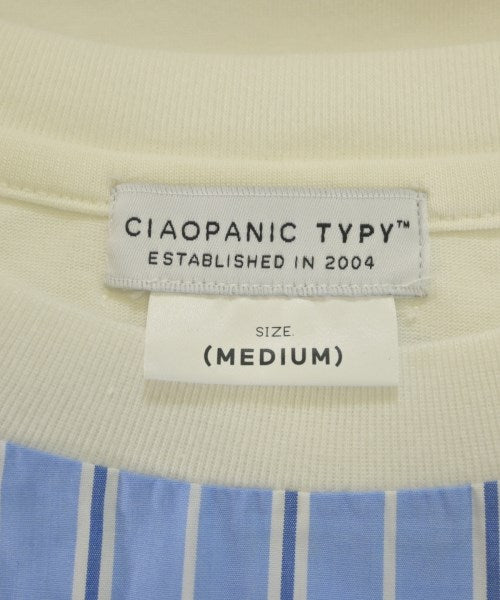 CIAOPANIC TYPY™
ESTABLISHED IN 2004
SIZE
(MEDIUM)